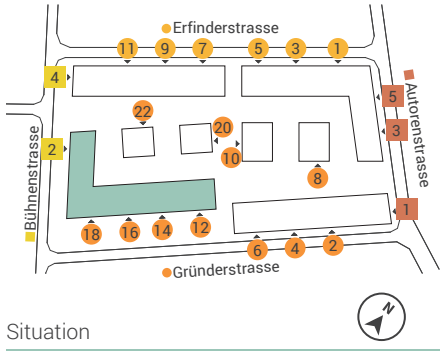 Erfinderstrasse
11 9 7 5 3 1
4
5
Autorenstrasse
22
20
3
2
10
8
Bühnenstrasse
1
18 16 14 12
6 4 2
Gründerstrasse
N
Situation